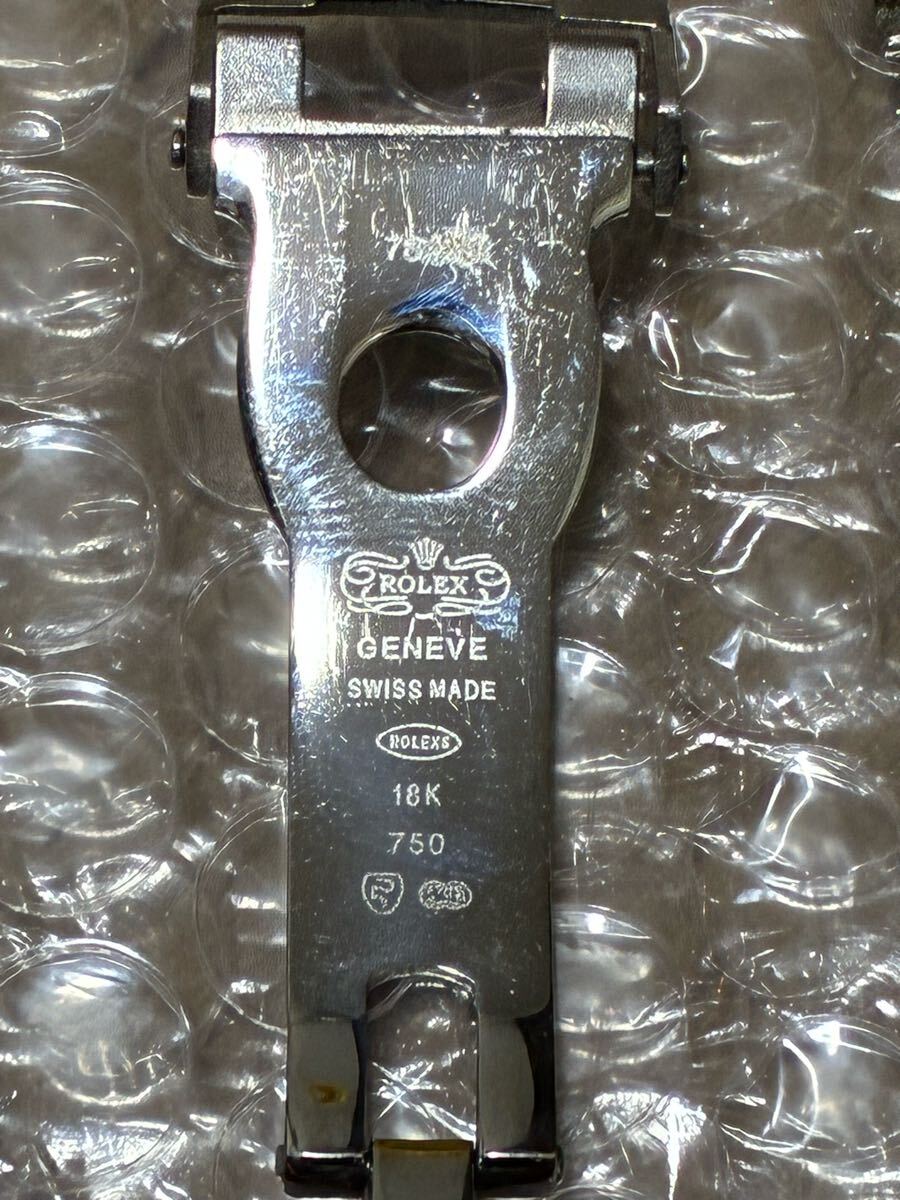 ROLEX
GENEVE
SWISS MADE
ROLEXS
18K
750